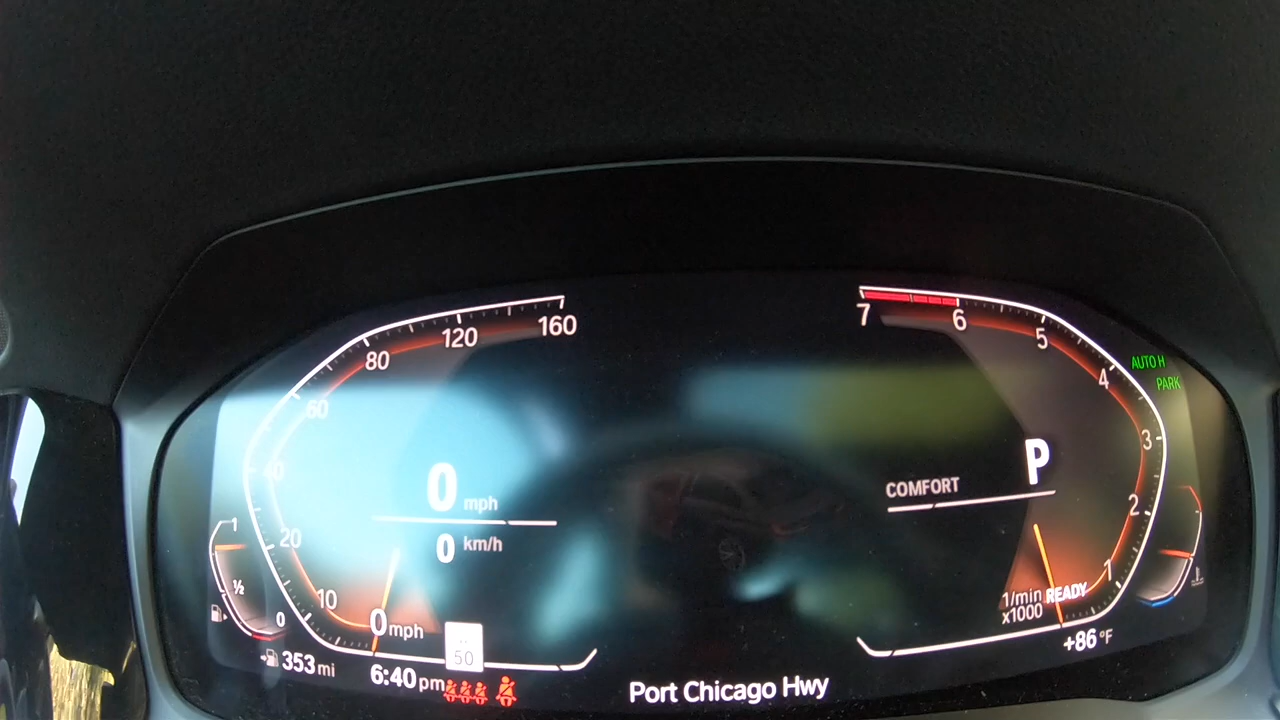 160
120
80
60
40
20
10
0 mph
0 mph
0 km/h
1
½
0
353 mi
6:40 pm
50
Port Chicago Hwy
7
6
5
4
3
2
1
AUTO H
PARK
P
COMFORT
1/min
x1000
READY
+86 °F